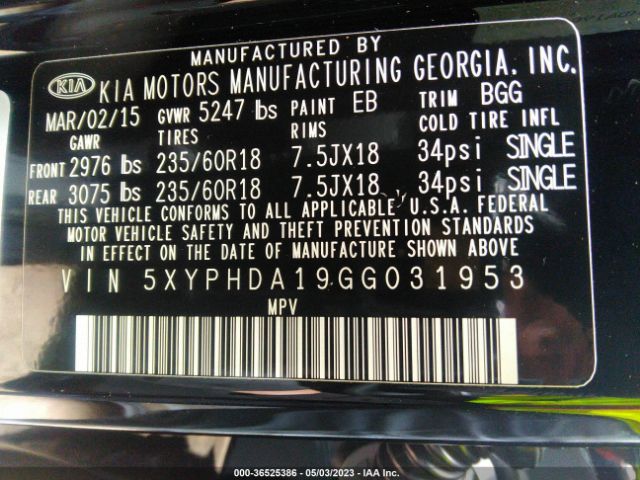 MANUFACTURED BY
KIA KIA MOTORS MANUFACTURING GEORGIA, INC.
MAR/02/15 GVWR 5247 lbs PAINT EB TRIM BGG
GAWR TIRES RIMS COLD TIRE INFL
FRONT 2976 lbs 235/60R18 7.5JX18 34psi SINGLE
REAR 3075 lbs 235/60R18 7.5JX18 34psi SINGLE
THIS VEHICLE CONFORMS TO ALL APPLICABLE U.S.A. FEDERAL
MOTOR VEHICLE SAFETY AND THEFT PREVENTION STANDARDS
IN EFFECT ON THE DATE OF MANUFACTURE SHOWN ABOVE.
VIN 5XYPHDA19GG031953
MPV
000-36525386 - 05/03/2023 - IAA Inc.